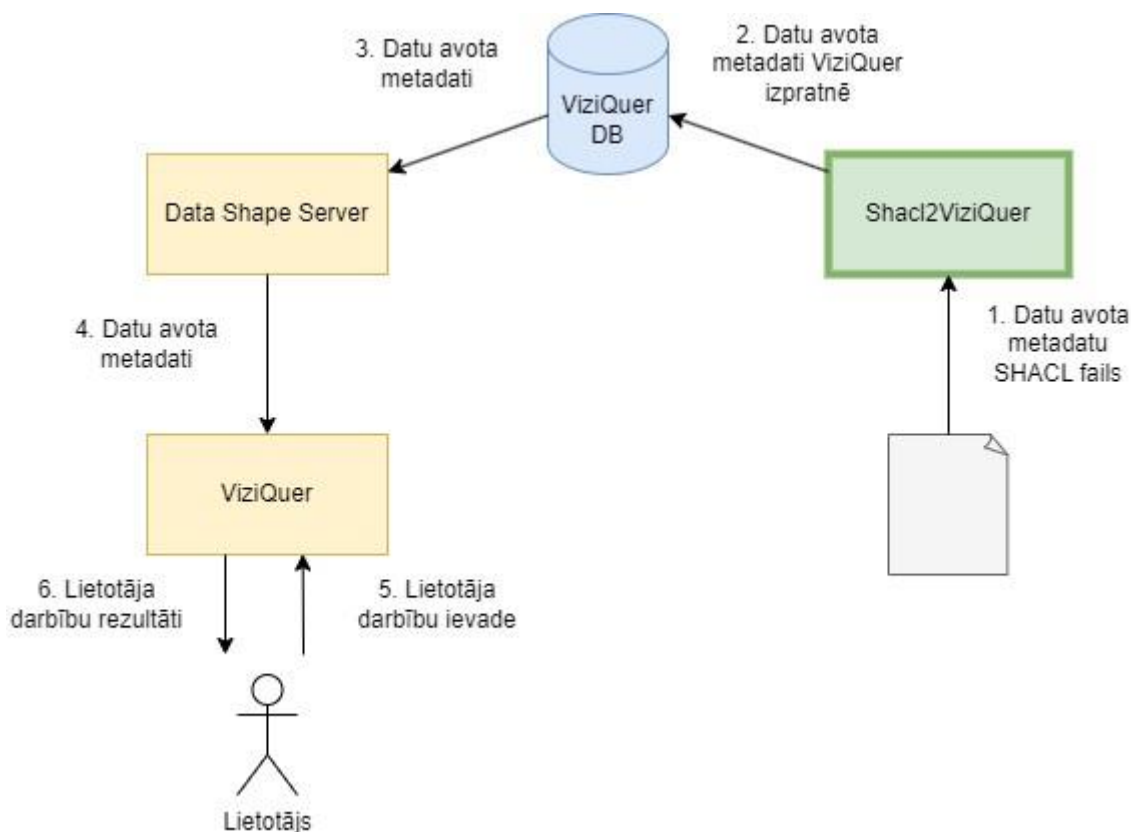 3. Datu avota
metadati
2. Datu avota
metadati ViziQuer
izpratnē
ViziQuer
DB
Data Shape Server
Shacl2ViziQuer
4. Datu avota
metadati
1. Datu avota
metadatu
SHACL fails
ViziQuer
6. Lietotāja
darbību rezultāti
5. Lietotāja
darbību ievade
Lietotājs